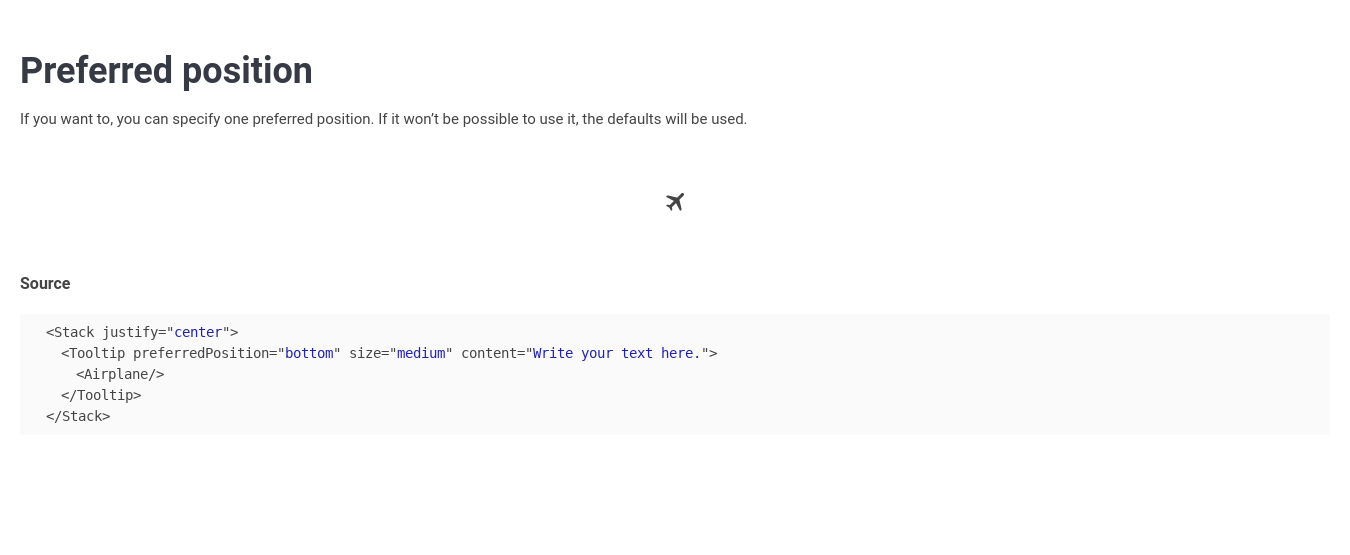 Preferred position
If you want to, you can specify one preferred position. If it won’t be possible to use it, the defaults will be used.
Source
<Stack justify="center">
<Tooltip preferredPosition="bottom" size="medium" content="Write your text here.">
<Airplane/>
</Tooltip>
</Stack>